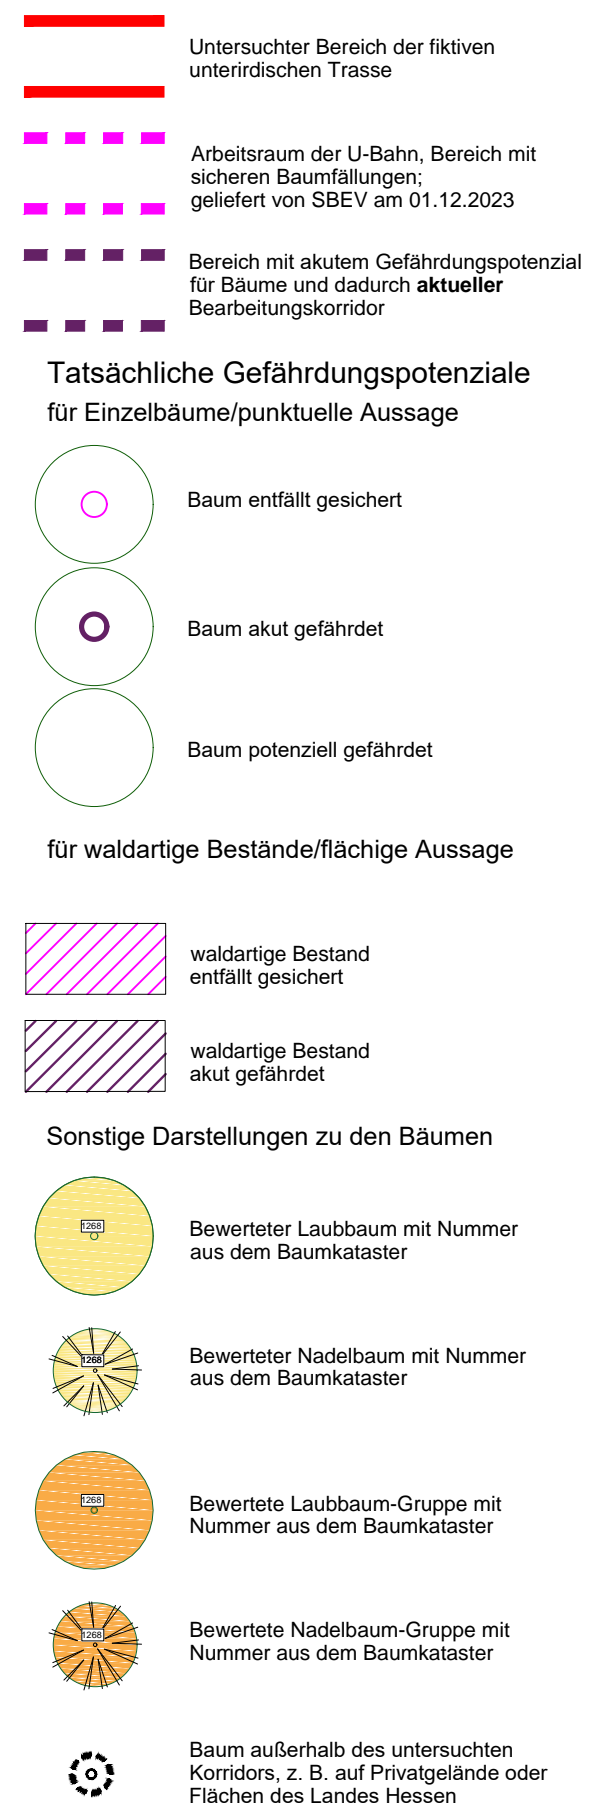 Untersuchter Bereich der fiktiven
unterirdischen Trasse
Arbeitsraum der U-Bahn, Bereich mit
sicheren Baumfällungen;
geliefert von SBEV am 01.12.2023
Bereich mit akutem Gefährdungspotenzial
für Bäume und dadurch aktueller
Bearbeitungskorridor
Tatsächliche Gefährdungspotenziale
für Einzelbäume/punktuelle Aussage
Baum entfällt gesichert
Baum akut gefährdet
Baum potenziell gefährdet
für waldartige Bestände/flächige Aussage
waldartige Bestand
entfällt gesichert
waldartige Bestand
akut gefährdet
Sonstige Darstellungen zu den Bäumen
1268
Bewerteter Laubbaum mit Nummer
aus dem Baumkataster
1268
Bewerteter Nadelbaum mit Nummer
aus dem Baumkataster
1268
Bewertete Laubbaum-Gruppe mit
Nummer aus dem Baumkataster
1268
Bewertete Nadelbaum-Gruppe mit
Nummer aus dem Baumkataster
Baum außerhalb des untersuchten
Korridors, z. B. auf Privatgelände oder
Flächen des Landes Hessen